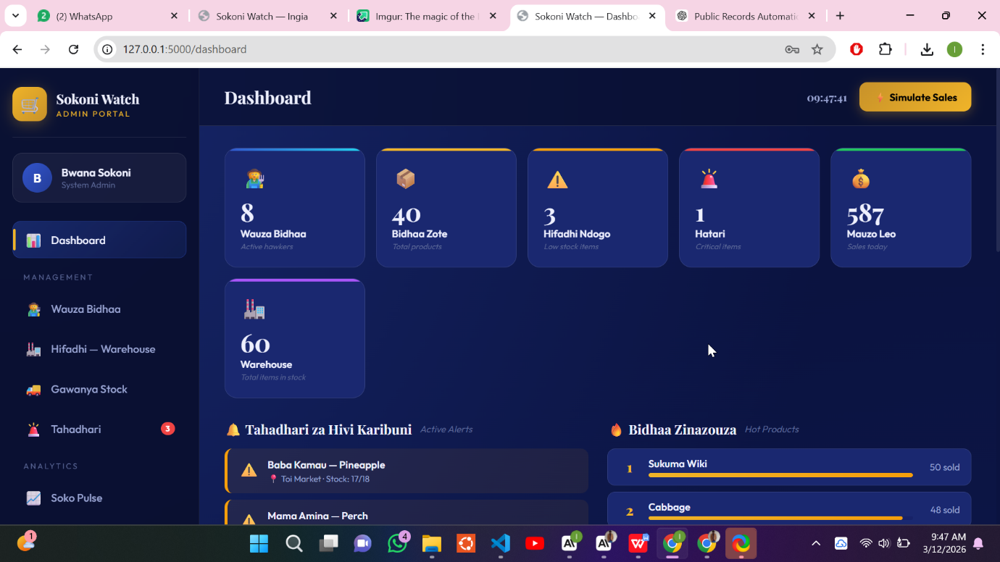 (2) WhatsApp
Sokoni Watch — Ingia
Imgur: The magic of the
Sokoni Watch — Dashbo
Public Records Automati
127.0.0.1:5000/dashboard
I
Sokoni Watch
ADMIN PORTAL
B
Bwana Sokoni
System Admin
Dashboard
MANAGEMENT
Wauza Bidhaa
Hifadhi — Warehouse
Gawanya Stock
Tahadhari
3
ANALYTICS
Soko Pulse
Dashboard
09:47:41
Simulate Sales
8
Wauza Bidhaa
Active hawkers
40
Bidhaa Zote
Total products
3
Hifadhi Ndogo
Low stock items
1
Hatari
Critical items
587
Mauzo Leo
Sales today
60
Warehouse
Total items in stock
Tahadhari za Hivi Karibuni Active Alerts
Baba Kamau — Pineapple
Toi Market · Stock: 17/18
Mama Amina — Perch
Bidhaa Zinazouza Hot Products
1 Sukuma Wiki 50 sold
2 Cabbage 48 sold
1
4
9:47 AM
3/12/2026